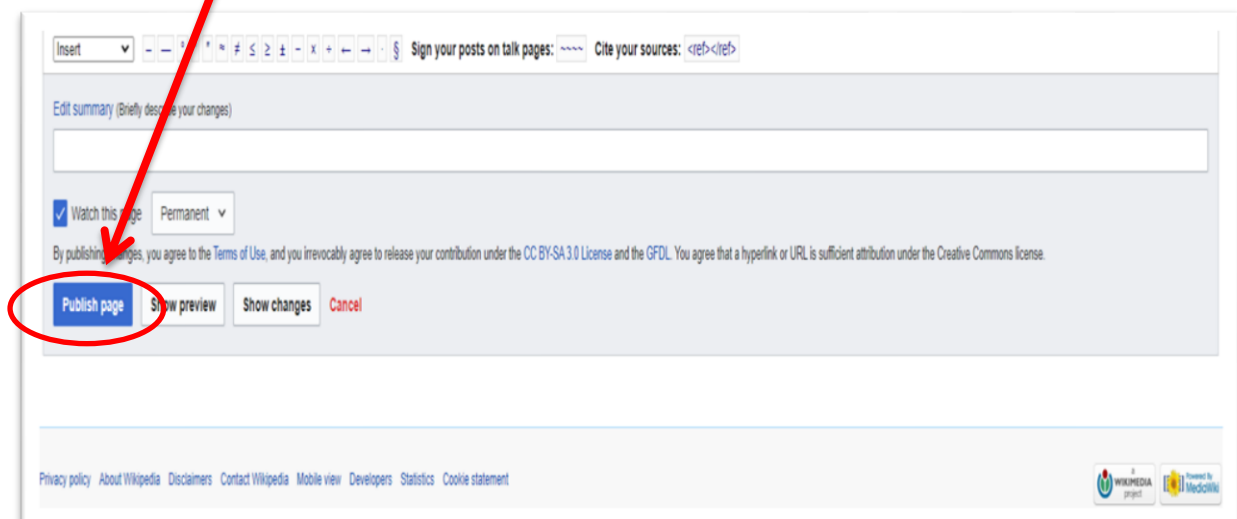 Insert – — ° ′ ″ ≈ ≠ ≤ ≥ ± − × ÷ ← → · § Sign your posts on talk pages: ~~~~ Cite your sources: <ref></ref>
Edit summary (Briefly describe your changes)
Watch this page Permanent
By publishing changes, you agree to the Terms of Use, and you irrevocably agree to release your contribution under the CC BY-SA 3.0 License and the GFDL. You agree that a hyperlink or URL is sufficient attribution under the Creative Commons license.
Publish page Show preview Show changes Cancel
Privacy policy About Wikipedia Disclaimers Contact Wikipedia Mobile view Developers Statistics Cookie statement
a
WIKIMEDIA
project
Powered By
MediaWiki